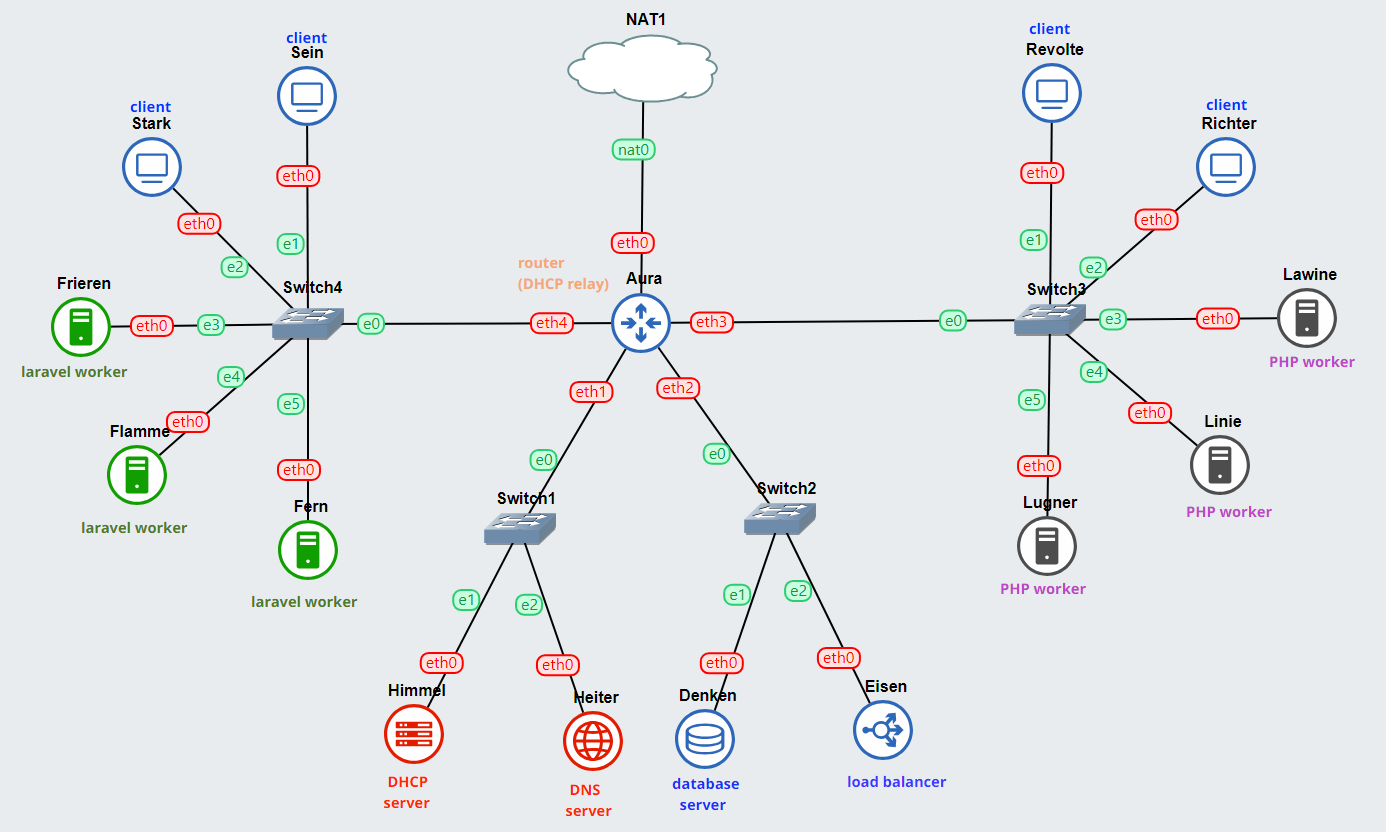 NAT1
nat0
eth0
router
(DHCP relay)
Aura
eth4
eth3
eth1
eth2
client
Sein
eth0
e1
client
Stark
eth0
e2
Switch4
e0
Frieren
eth0
e3
laravel worker
e4
eth0
Flamme
laravel worker
e5
eth0
Fern
laravel worker
client
Revolte
eth0
e1
client
Richter
eth0
e2
Switch3
e0
Lawine
e3
eth0
PHP worker
e4
eth0
Linie
PHP worker
e5
eth0
Lugner
PHP worker
e0
Switch1
e1
e2
eth0
eth0
Himmel
Heiter
DHCP
server
DNS
server
e0
Switch2
e1
e2
eth0
eth0
Denken
Eisen
database
server
load balancer